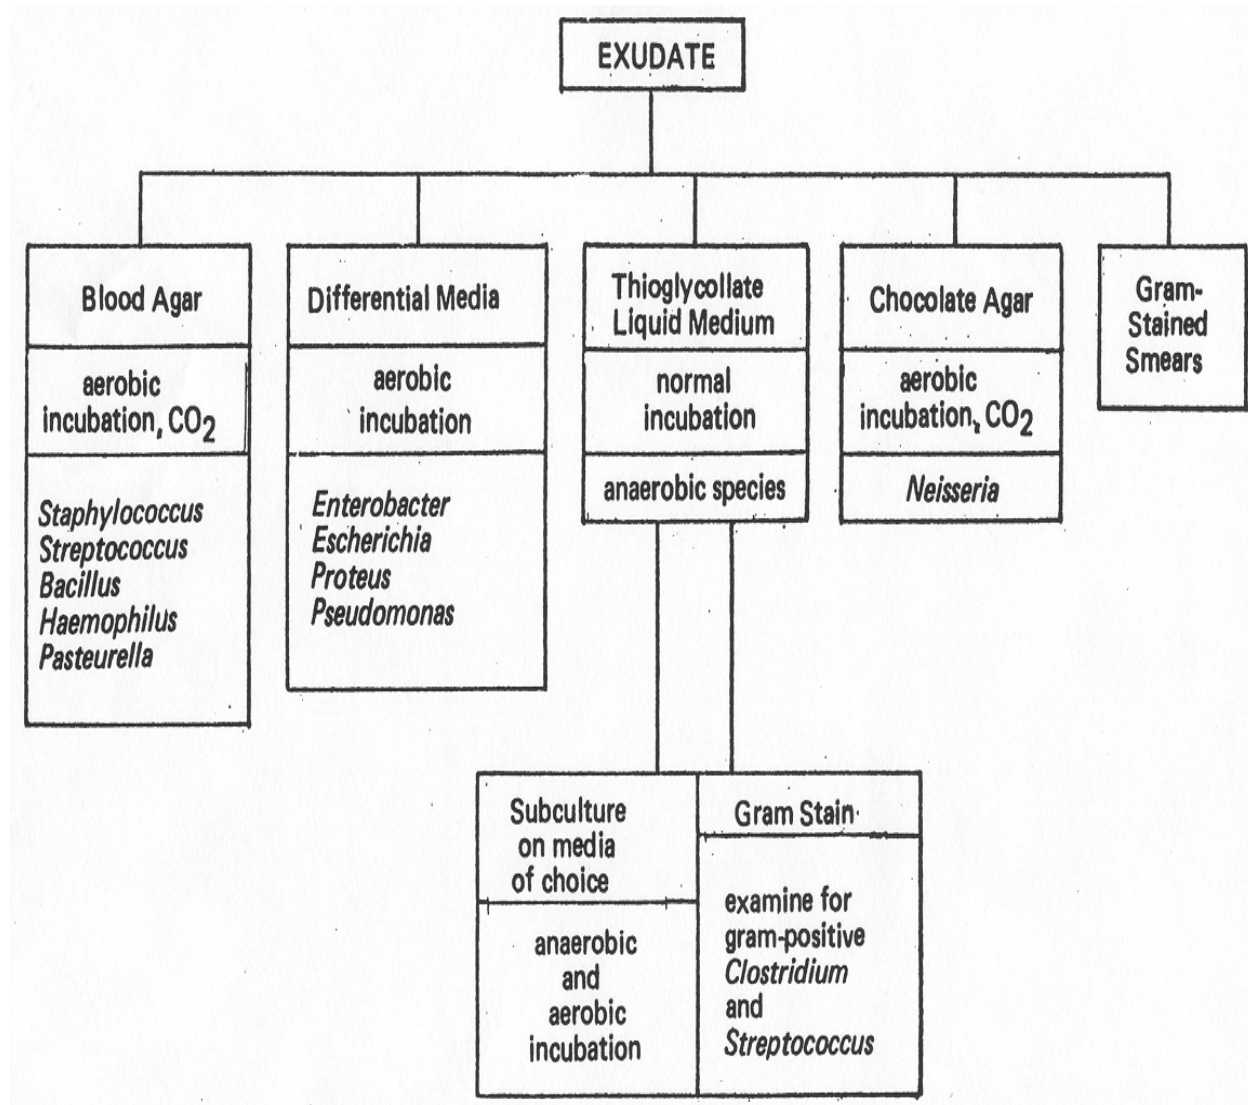 EXUDATE
Blood Agar
aerobic
incubation, CO2
Staphylococcus
Streptococcus
Bacillus
Haemophilus
Pasteurella
Differential Media
aerobic
incubation
Enterobacter
Escherichia
Proteus
Pseudomonas
Thioglycollate
Liquid Medium
normal
incubation
anaerobic species
Chocolate Agar
aerobic
incubation, CO2
Neisseria
Gram-
Stained
Smears
Subculture
on media
of choice
anaerobic
and
aerobic
incubation
Gram Stain
examine for
gram-positive
Clostridium
and
Streptococcus